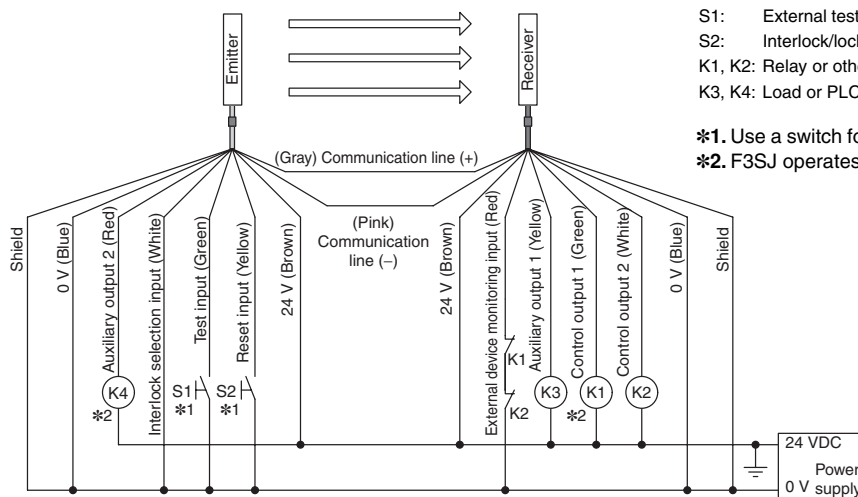 S1: External test
S2:
K1, K2: Relay or
K3, K4: Load or PLC
✻1. Use a switch
✻2. F3SJ operates
Emitter
Receiver
(Gray) Communication line (+)
(Pink)
Communication
line (−)
Shield
0 V (Blue)
Auxiliary output 2 (Red)
Interlock selection input (White)
Test input (Green)
Reset input (Yellow)
24 V (Brown)
24 V (Brown)
External device monitoring input (Red)
Auxiliary output 1 (Yellow)
Control output 1 (Green)
Control output 2 (White)
0 V (Blue)
Shield
K4
✻2
S1
✻1
S2
✻1
K1
K2
K3
K1
✻2
K2
24 VDC
Power
0 V supply